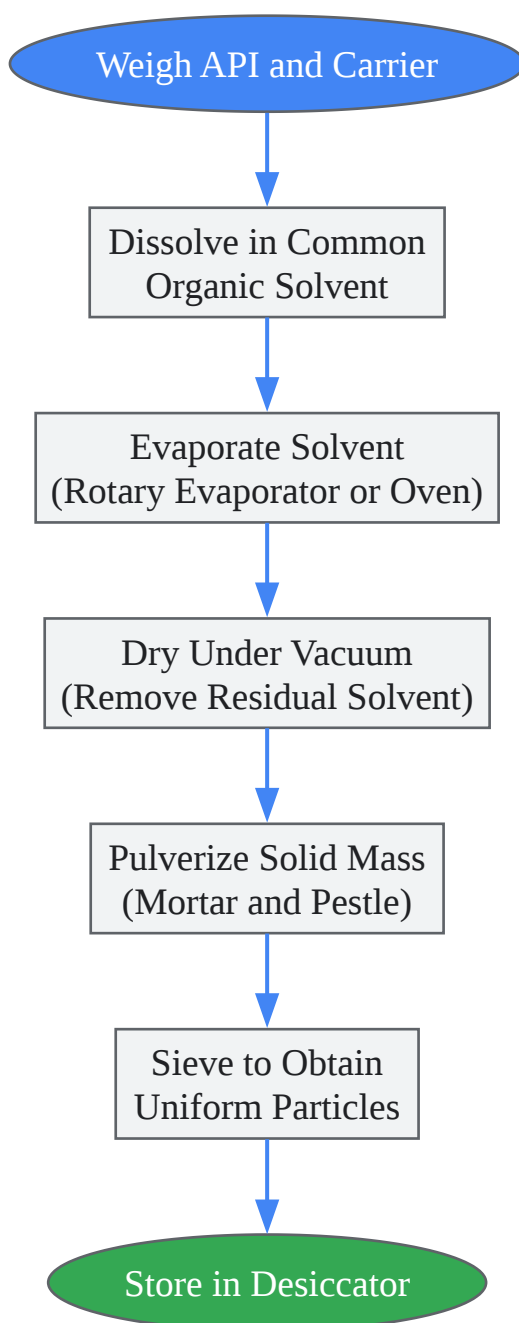 Weigh API and Carrier
Dissolve in Common
Organic Solvent
Evaporate Solvent
(Rotary Evaporator or Oven)
Dry Under Vacuum
(Remove Residual Solvent)
Pulverize Solid Mass
(Mortar and Pestle)
Sieve to Obtain
Uniform Particles
Store in Desiccator